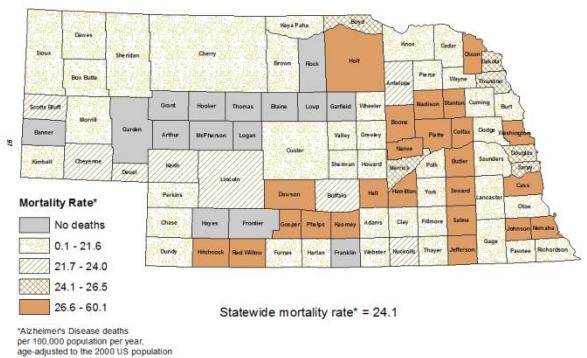 Keya Paha Boyd
Dawes
Sioux Sheridan Cherry Brown Rock Holt Knox Cedar Dixon Dakota
Box Butte Antelope Pierce Wayne Thurston
Scotts Bluff Morrill Garden Grant Hooker Thomas Blaine Loup Garfield Wheeler Boone Madison Stanton Cuming Burt
Banner Arthur McPherson Logan Custer Valley Greeley Nance Platte Colfax Dodge Washington
Kimball Cheyenne Deuel Keith Lincoln Sherman Howard Merrick Polk Butler Saunders Douglas Sarpy
Perkins Dawson Buffalo Hall Hamilton York Seward Lancaster Cass
Otoe
Chase Hayes Frontier Gosper Phelps Kearney Adams Clay Fillmore Saline Johnson Nemaha
Dundy Hitchcock Red Willow Furnas Harlan Franklin Webster Nuckolls Thayer Jefferson Gage Pawnee Richardson
Mortality Rate*
No deaths
0.1 - 21.6
21.7 - 24.0
24.1 - 26.5
26.6 - 60.1
Statewide mortality rate* = 24.1
*Alzheimer's Disease deaths
per 100,000 population per year,
age-adjusted to the 2000 US population